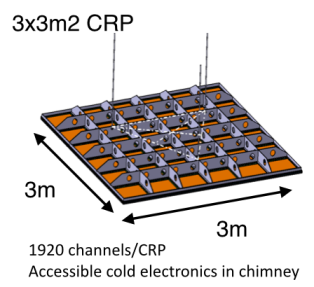 3x3m2 CRP
3m
3m
1920 channels/CRP
Accessible cold electronics in chimney